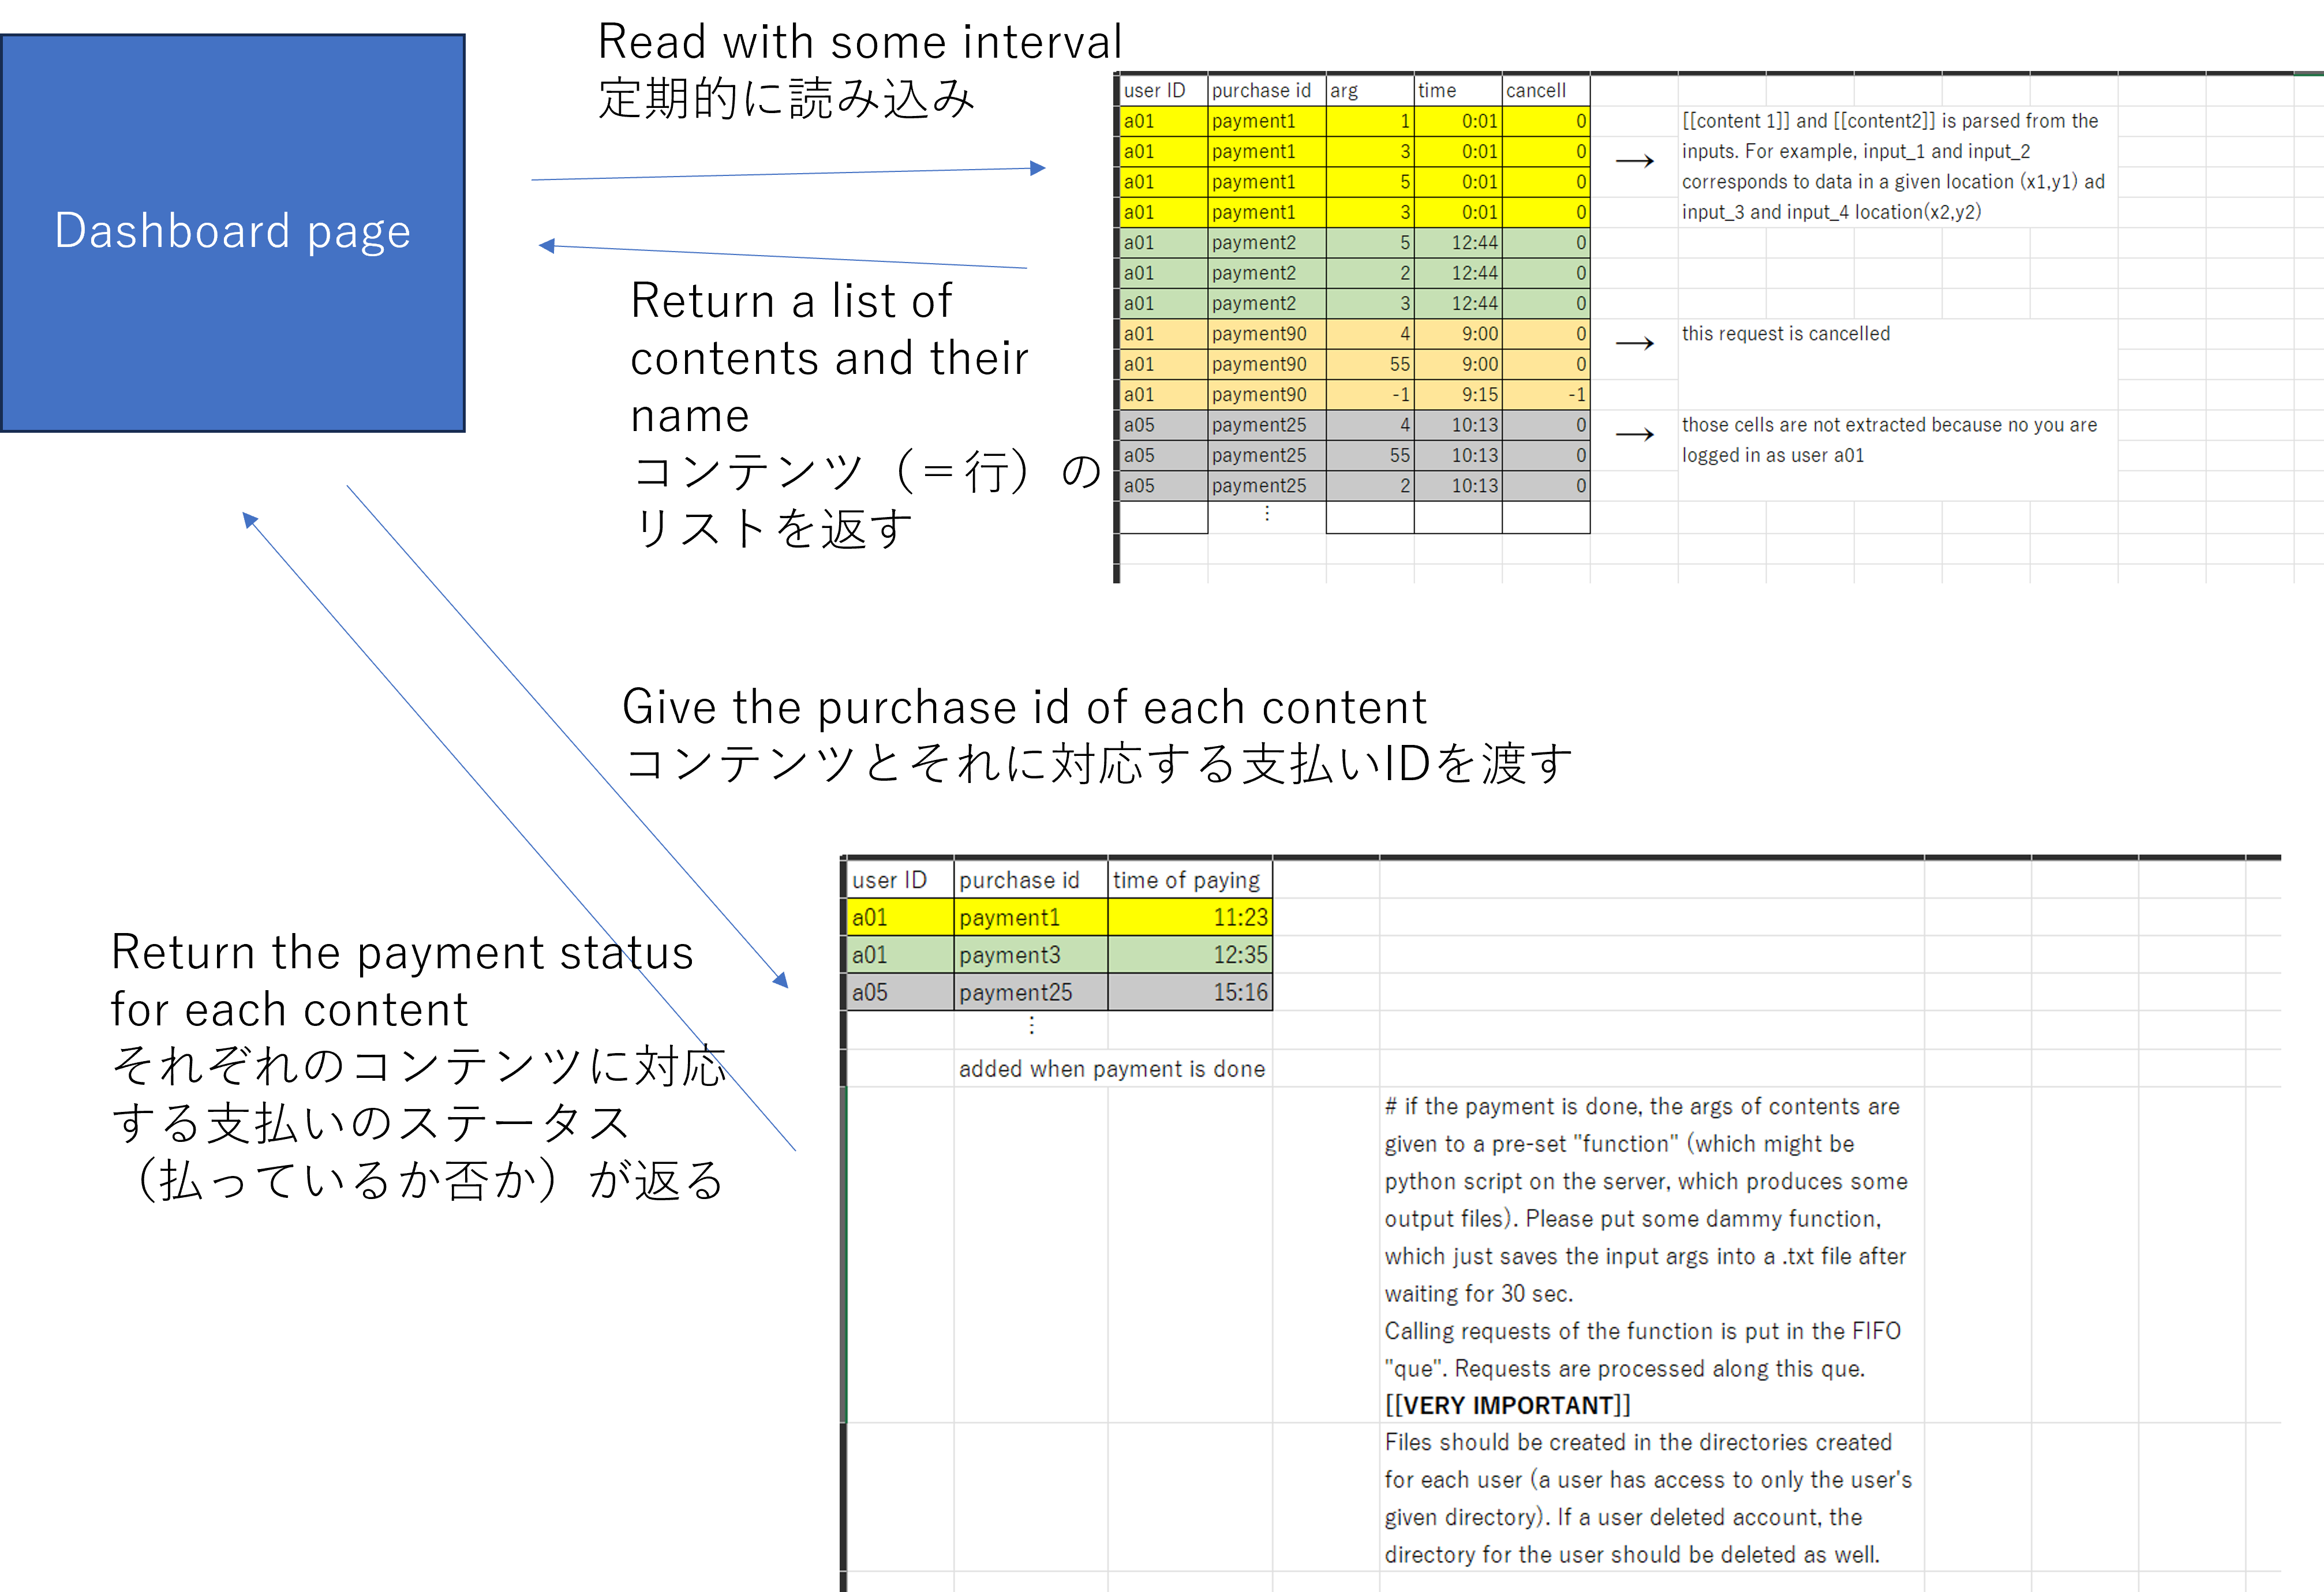 Dashboard page
Read with some interval
定期的に読み込み
Return a list of
contents and their
name
コンテンツ（＝行）の
リストを返す
user ID purchase id arg time cancell
a01 payment1 1 0:01 0
a01 payment1 3 0:01 0
a01 payment1 5 0:01 0
a01 payment1 3 0:01 0
a01 payment2 5 12:44 0
a01 payment2 2 12:44 0
a01 payment2 3 12:44 0
a01 payment90 4 9:00 0
a01 payment90 55 9:00 0
a01 payment90 -1 9:15 -1
a05 payment25 4 10:13 0
a05 payment25 55 10:13 0
a05 payment25 2 10:13 0
⋮
→ [[content 1]] and [[content2]] is parsed from the
inputs. For example, input_1 and input_2
corresponds to data in a given location (x1,y1) ad
input_3 and input_4 location(x2,y2)
→ this request is cancelled
→ those cells are not extracted because no you are
logged in as user a01
Give the purchase id of each content
コンテンツとそれに対応する支払いIDを渡す
Return the payment status
for each content
それぞれのコンテンツに対応
する支払いのステータス
（払っているか否か）が返る
user ID purchase id time of paying
a01 payment1 11:23
a01 payment3 12:35
a05 payment25 15:16
⋮
added when payment is done
# if the payment is done, the args of contents are
given to a pre-set "function" (which might be
python script on the server, which produces some
output files). Please put some dammy function,
which just saves the input args into a .txt file after
waiting for 30 sec.
Calling requests of the function is put in the FIFO
"que". Requests are processed along this que.
[[VERY IMPORTANT]]
Files should be created in the directories created
for each user (a user has access to only the user's
given directory). If a user deleted account, the
directory for the user should be deleted as well.